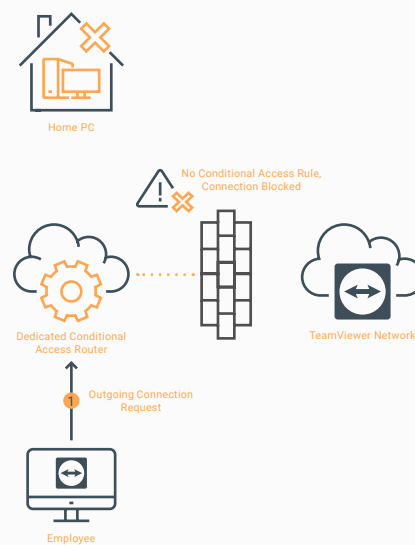 Home PC
No Conditional Access Rule,
Connection Blocked
Dedicated Conditional
Access Router
TeamViewer Network
1
Outgoing Connection
Request
Employee